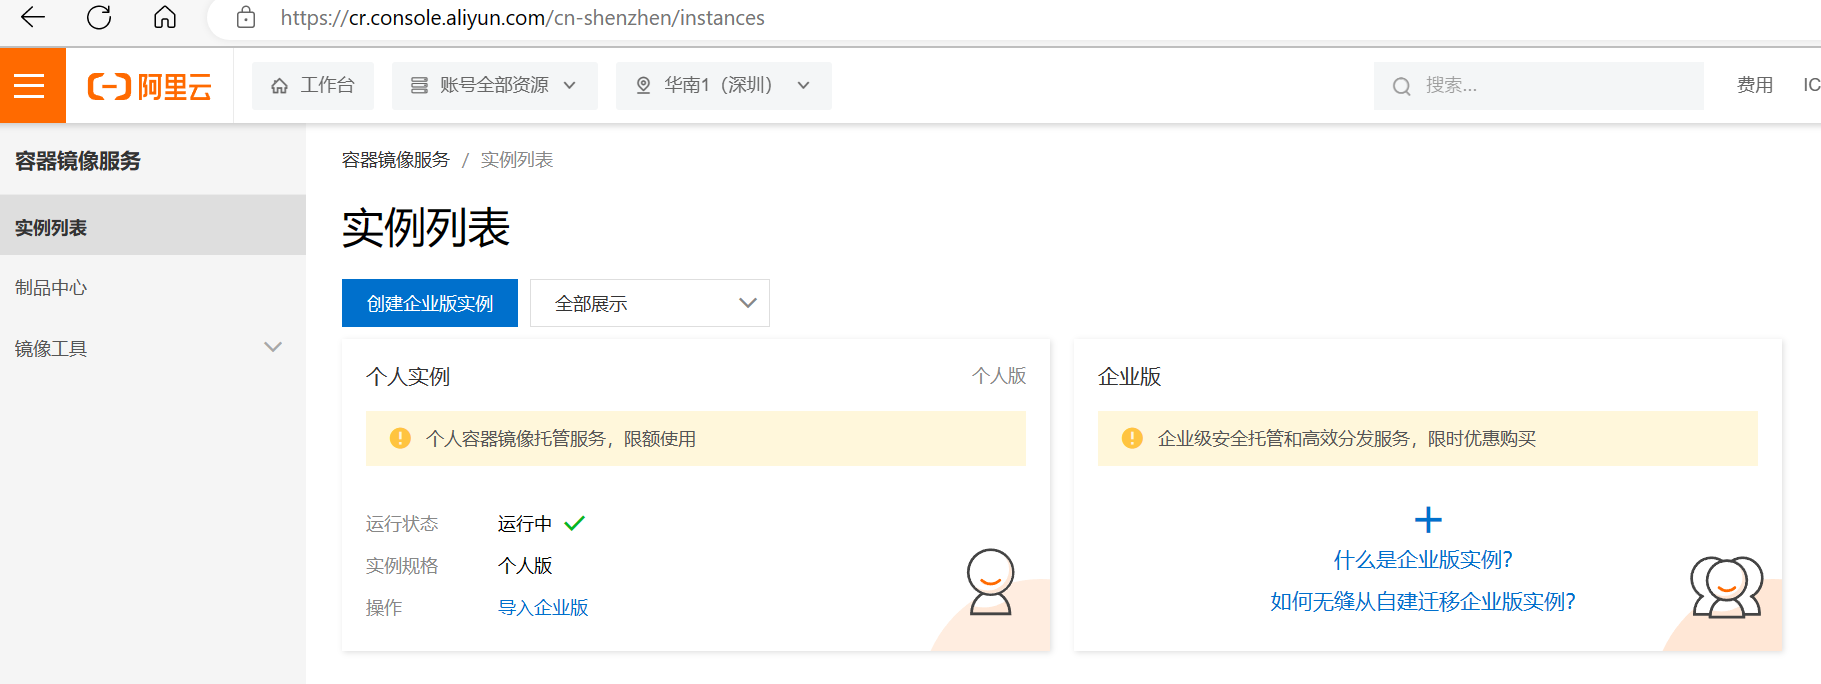 https://cr.console.aliyun.com/cn-shenzhen/instances
阿里云
工作台
账号全部资源
华南1（深圳）
搜索...
费用
IC
容器镜像服务
实例列表
制品中心
镜像工具
容器镜像服务 / 实例列表
实例列表
创建企业版实例
全部展示
个人实例
个人版
个人容器镜像托管服务，限额使用
运行状态 运行中
实例规格 个人版
操作 导入企业版
企业版
企业级安全托管和高效分发服务，限时优惠购买
什么是企业版实例？
如何无缝从自建迁移企业版实例？